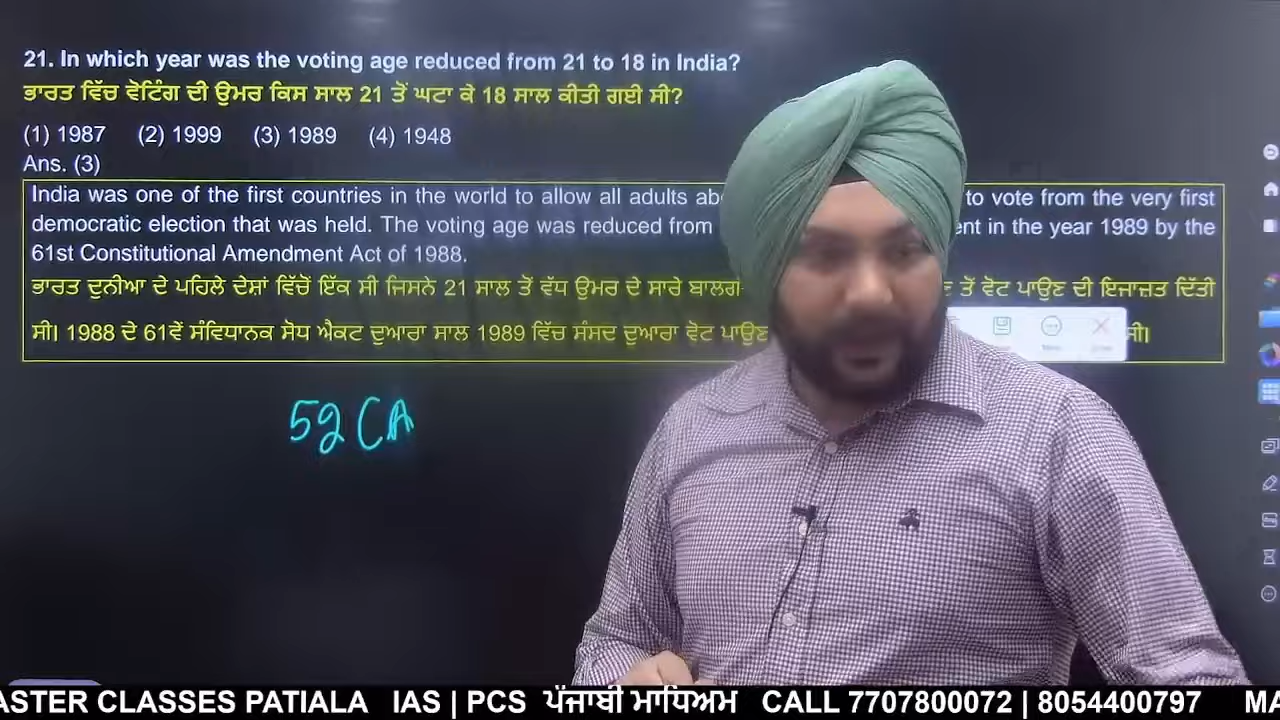 21. In which year was the voting age reduced from 21 to 18 in India?
ਭਾਰਤ ਵਿੱਚ ਵੋਟਿੰਗ ਦੀ ਉਮਰ ਕਿਸ ਸਾਲ 21 ਤੋਂ ਘਟਾ ਕੇ 18 ਸਾਲ ਕੀਤੀ ਗਈ ਸੀ?
(1) 1987 (2) 1999 (3) 1989 (4) 1948
Ans. (3)
India was one of the first countries in the world to allow all adults to vote from the very first
democratic election that was held. The voting age was reduced from in the year 1989 by the
61st Constitutional Amendment Act of 1988.
ਭਾਰਤ ਦੁਨੀਆ ਦੇ ਪਹਿਲੇ ਦੇਸ਼ਾਂ ਵਿੱਚੋਂ ਇੱਕ ਸੀ ਜਿਸਨੇ 21 ਸਾਲ ਤੋਂ ਵੱਧ ਉਮਰ ਦੇ ਸਾਰੇ ਤੋਂ ਵੋਟ ਪਾਉਣ ਦੀ ਇਜਾਜ਼ਤ ਦਿੱਤੀ
ਸੀ। 1988 ਦੇ 61ਵੇਂ ਸੰਵਿਧਾਨਕ ਸੋਧ ਐਕਟ ਦੁਆਰਾ ਸਾਲ 1989 ਵਿੱਚ ਸੰਸਦ ਦੁਆਰਾ ਵੋਟ ਪਾਉਣ ਸੀ।
52 CA
ASTER CLASSES PATIALA IAS | PCS ਪੰਜਾਬੀ ਮਾਧਿਅਮ CALL 7707800072 | 8054400797 MA